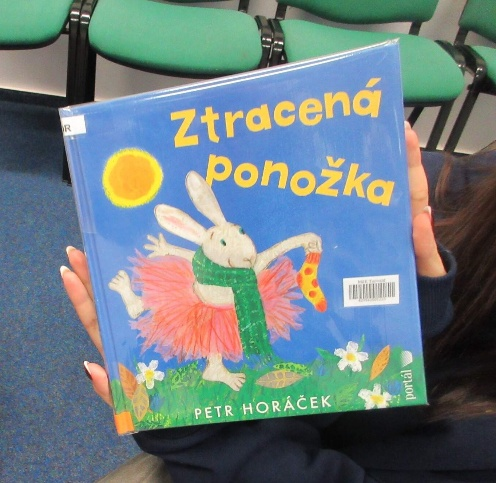 Ztracená
ponožka
PETR HORÁČEK
portál